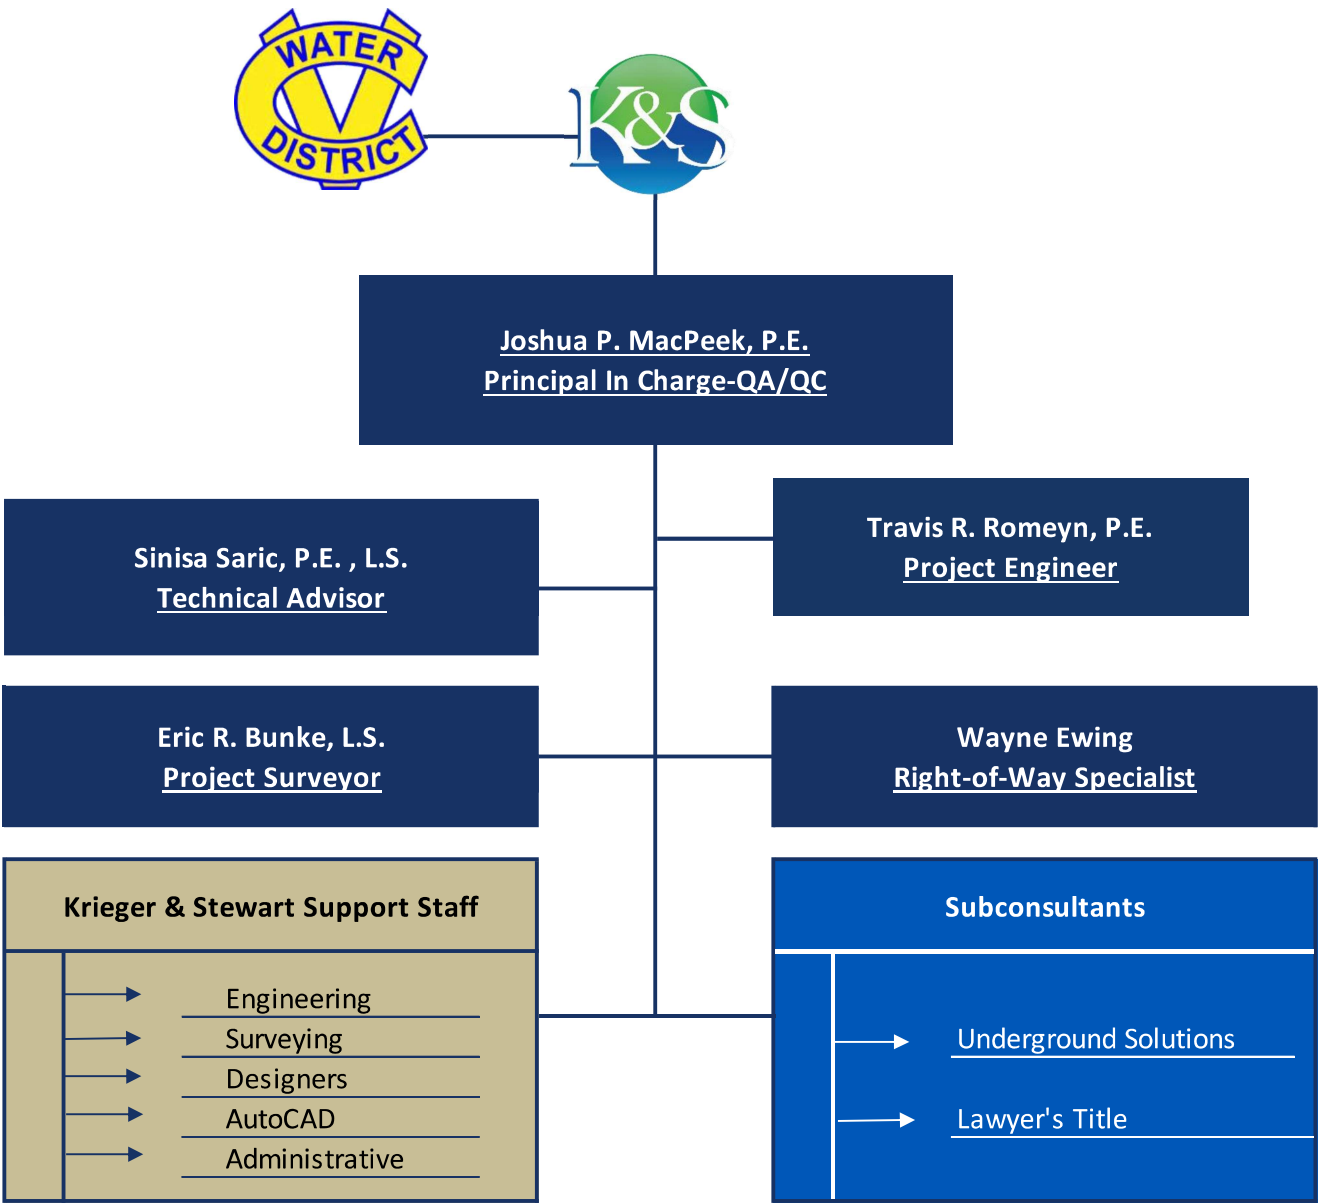 WATER
CV
DISTRICT
K&S
Joshua P. MacPeek, P.E.
Principal In Charge-QA/QC
Travis R. Romeyn, P.E.
Project Engineer
Sinisa Saric, P.E. , L.S.
Technical Advisor
Eric R. Bunke, L.S.
Project Surveyor
Wayne Ewing
Right-of-Way Specialist
Krieger & Stewart Support Staff
Engineering
Surveying
Designers
AutoCAD
Administrative
Subconsultants
Underground Solutions
Lawyer's Title